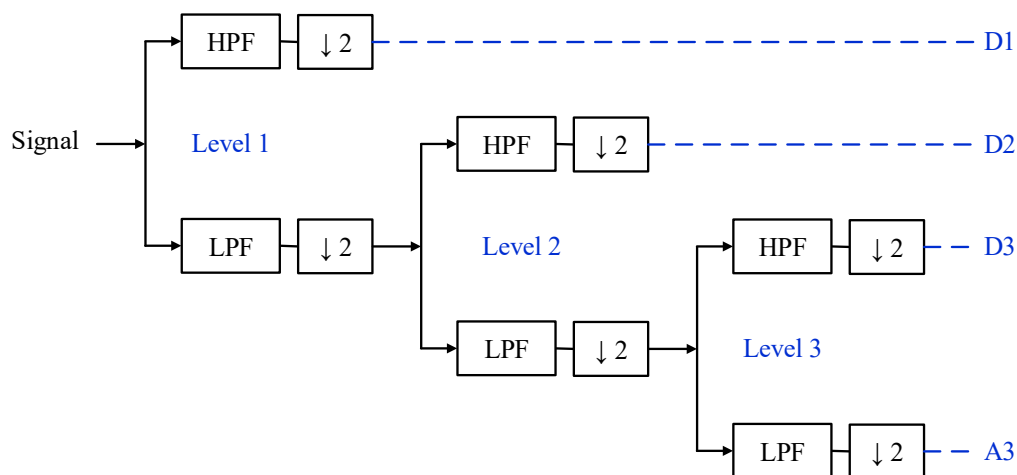 HPF ↓ 2 D1
Signal Level 1 HPF ↓ 2 D2
LPF ↓ 2 Level 2 HPF ↓ 2 D3
LPF ↓ 2 Level 3
LPF ↓ 2 A3